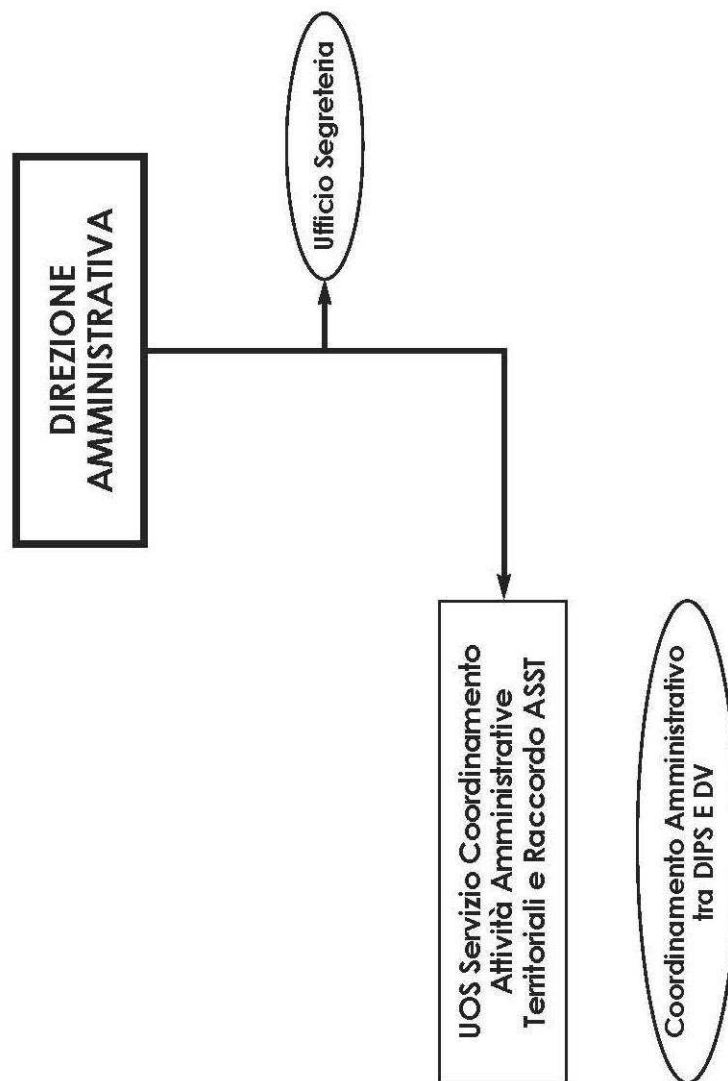 DIREZIONE
AMMINISTRATIVA
Ufficio Segreteria
UOS Servizio Coordinamento
Attività Amministrative
Territoriali e Raccordo ASST
Coordinamento Amministrativo
tra DIPS E DV